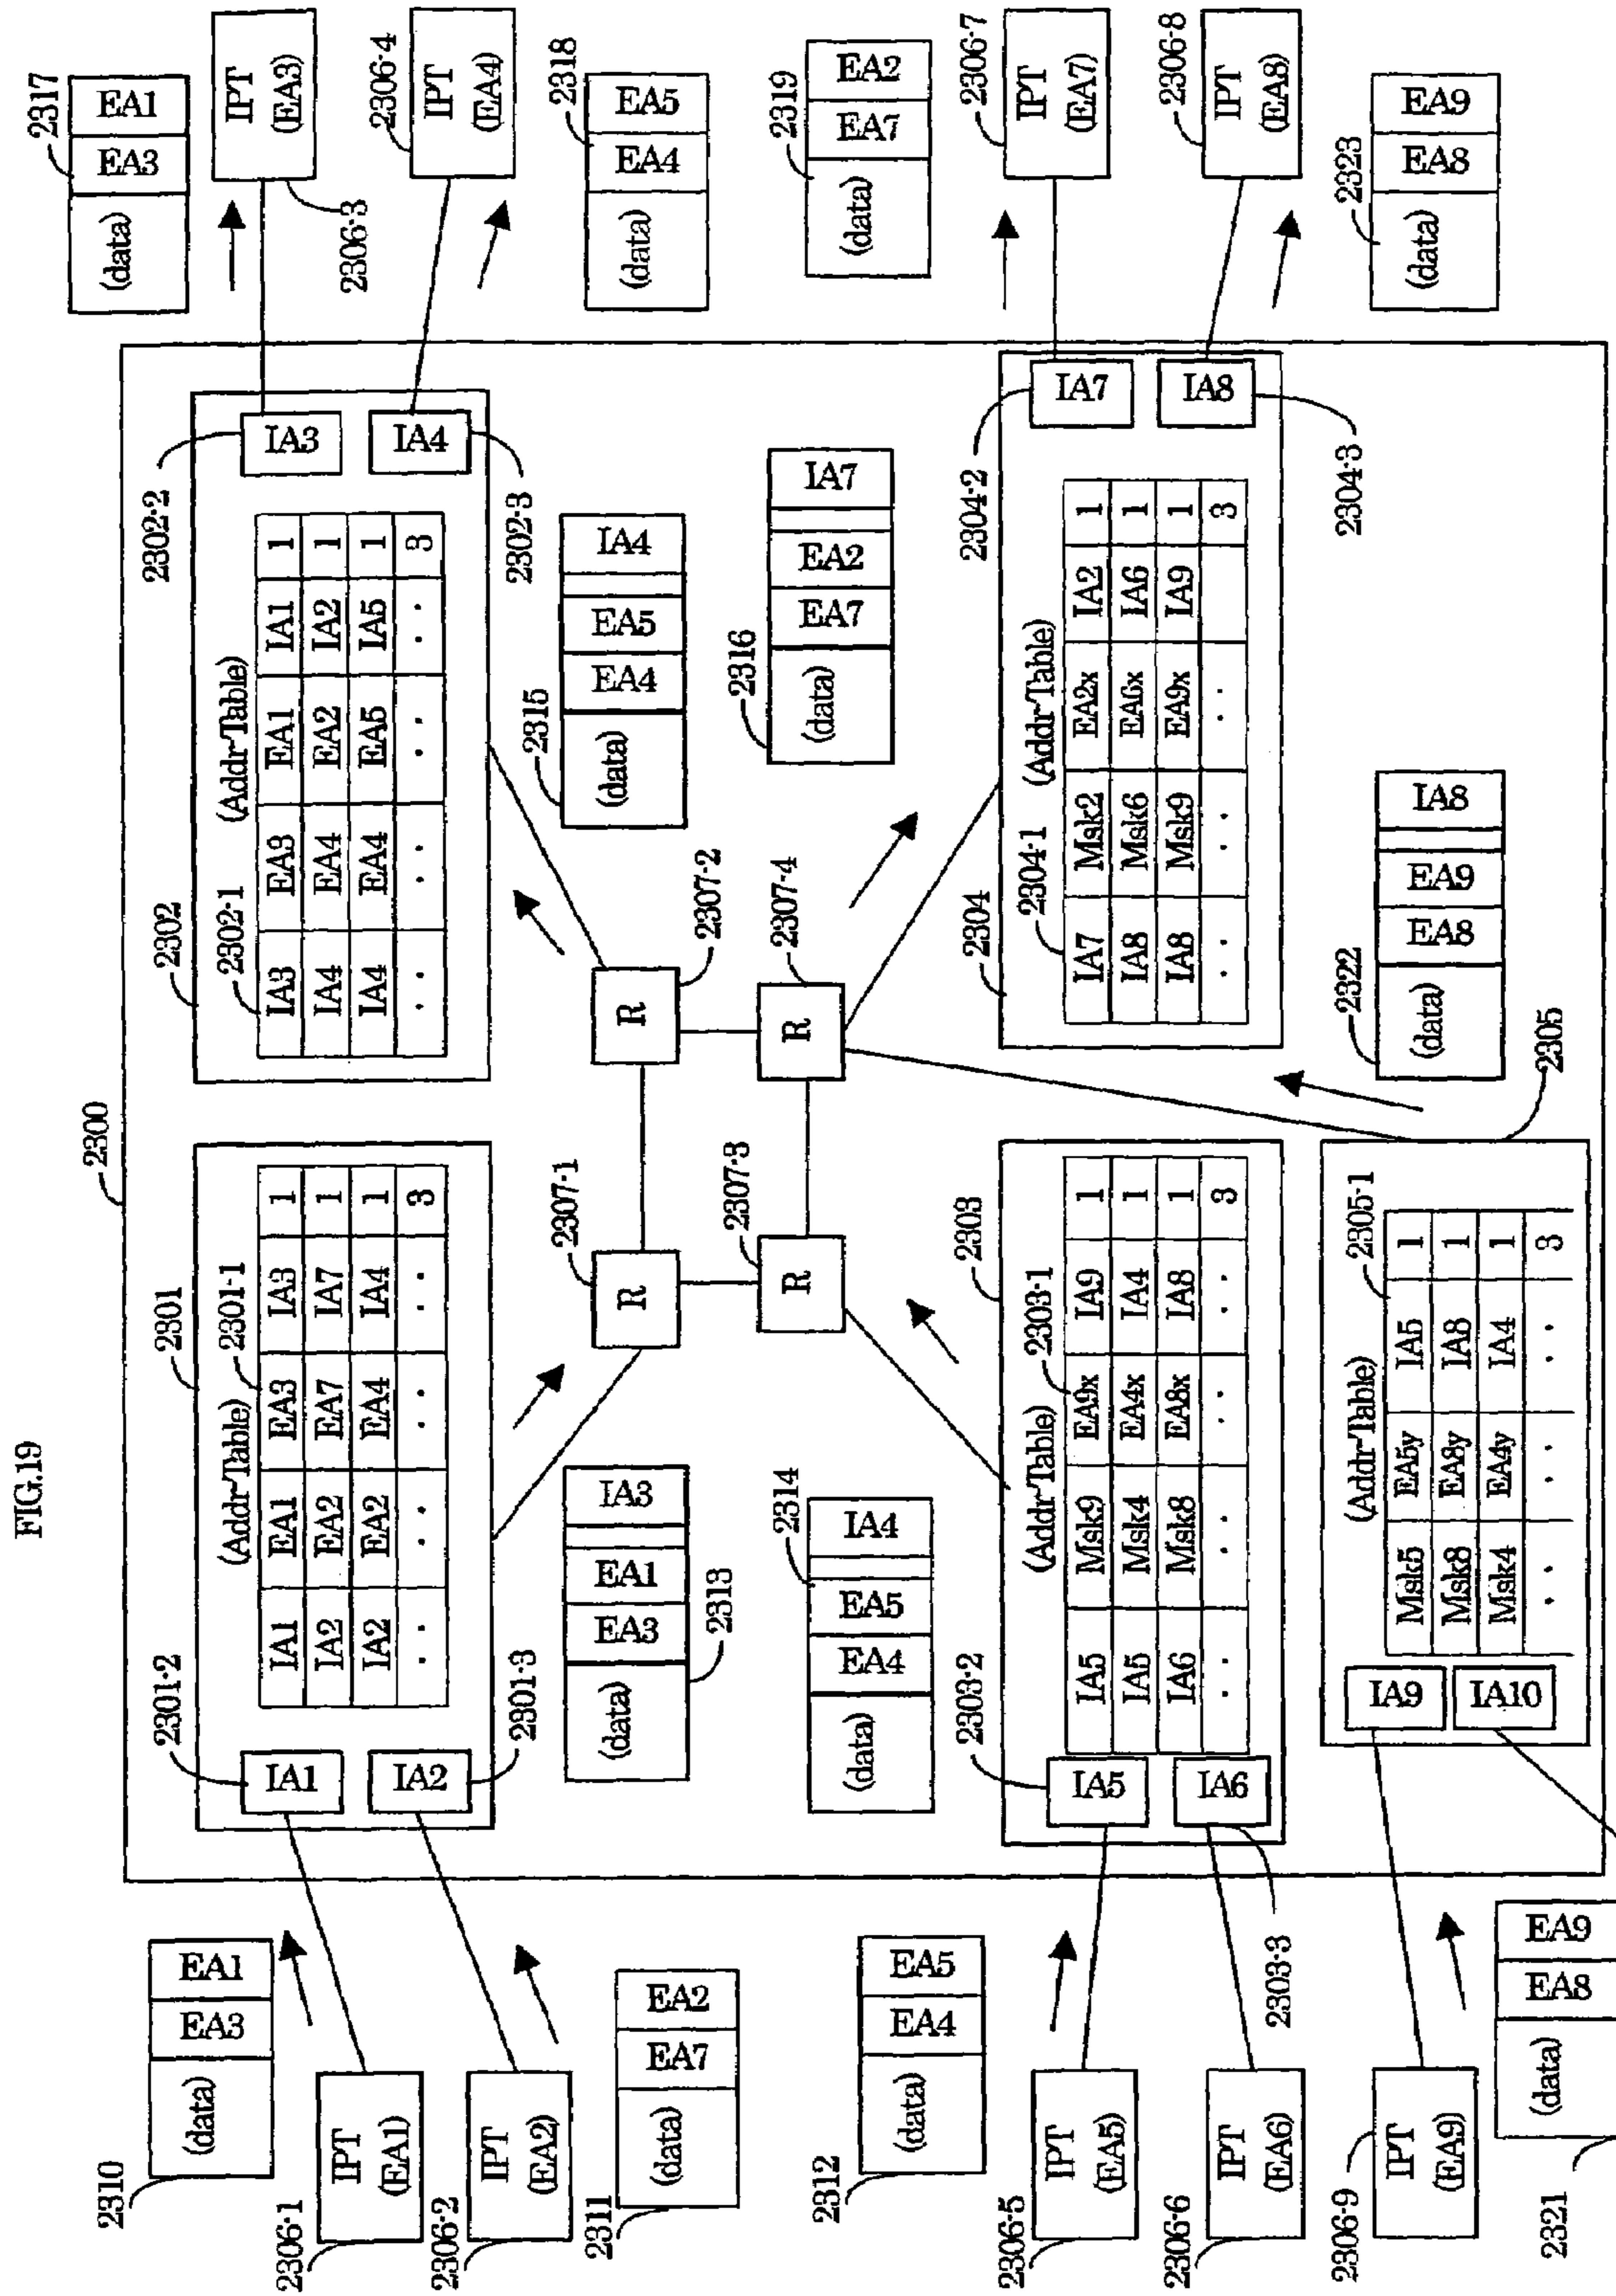 FIG.19
2300
2310
(data) EA3 EA1
2306-1
IPT
(EA1)
2306-2
IPT
(EA2)
2311
(data) EA7 EA2
2301
2301-2
IA1
IA2
2301-3
(Addr-Table)
2301-1
IA1 EA1 EA3 IA3 1
IA2 EA2 EA7 IA7 1
IA2 EA2 EA4 IA4 1
. . . . . . . . 3
2302
2302-1
(Addr-Table)
IA3 EA3 EA1 IA1 1
IA4 EA4 EA2 IA2 1
IA4 EA4 EA5 IA5 1
. . . . . . . . 3
2302-2
IA3
IA4
2302-3
2317
(data) EA3 EA1
IPT
(EA3)
2306-3
2306-4
IPT
(EA4)
2318
(data) EA4 EA5
(data) EA3 EA1 IA3
2313
2307-1
R
2307-2
R
2315
(data) EA4 EA5 IA4
2307-3
R
2307-4
R
2316
(data) EA7 EA2 IA7
2319
(data) EA7 EA2
2314
(data) EA4 EA5 IA4
2312
(data) EA4 EA5
2306-5
IPT
(EA5)
2306-6
IPT
(EA6)
2303
2303-2
IA5
IA6
2303-3
(Addr-Table)
2303-1
IA5 Msk9 EA9x IA9 1
IA5 Msk4 EA4x IA4 1
IA6 Msk8 EA8x IA8 1
. . . . . . . . 3
2304
2304-1
(Addr-Table)
IA7 Msk2 EA2x IA2 1
IA8 Msk6 EA6x IA6 1
IA8 Msk9 EA9x IA9 1
. . . . . . 3
2304-2
IA7
IA8
2304-3
2306-7
IPT
(EA7)
2306-8
IPT
(EA8)
2323
(data) EA8 EA9
2322
(data) EA8 EA9 IA8
2305
2305-1
(Addr-Table)
IA9
IA10
Msk5 EA5y IA5 1
Msk8 EA8y IA8 1
Msk4 EA4y IA4 1
. . . . . . 3
2306-9
IPT
(EA9)
2321
(data) EA8 EA9